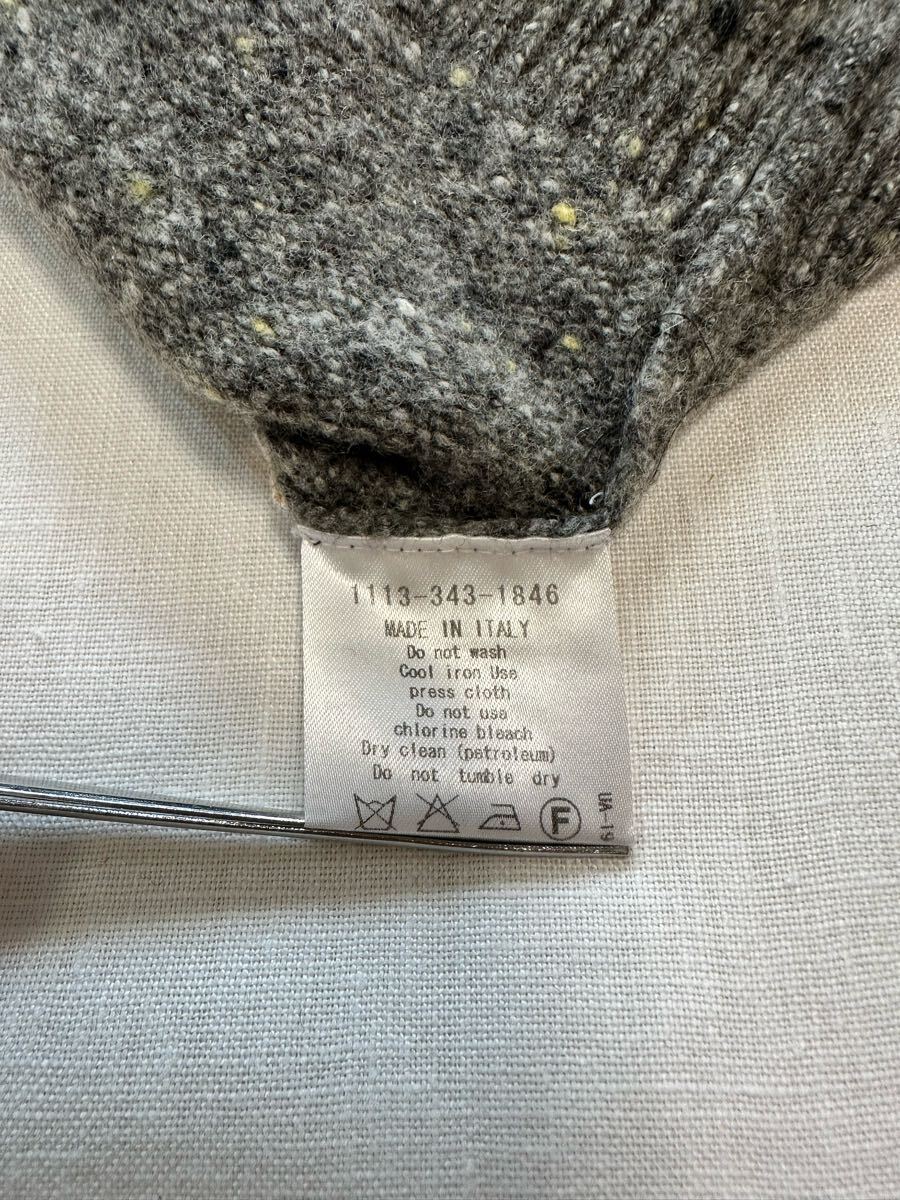 1113-343-1846
MADE IN ITALY
Do not wash
Cool iron Use
press cloth
Do not use
chlorine bleach
Dry clean (petroleum)
Do not tumble dry
F
UA-19